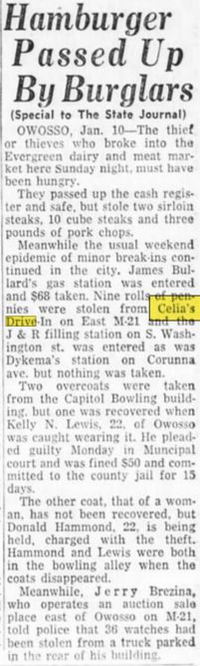 Hamburger
Passed Up
By Burglars
(Special to The State Journal)
OWOSSO, Jan. 10—The thief
or thieves who broke into the
Evergreen dairy and meat mar-
ket here Sunday night, must have
been hungry.
They passed up the cash regis-
ter and safe, but stole two sirloin
steaks, 10 cube steaks and three
pounds of pork chops.
Meanwhile the usual weekend
epidemic of minor break-ins con-
tinued in the city. James Bul-
lard's gas station was entered
and $68 taken. Nine rolls of pen-
nies were stolen from Celia's
Drive-In on East M-21 and the
J & R filling station on S. Wash-
ington st. was entered as was
Dykema's station on Corunna
ave. but nothing was taken.
Two overcoats were taken
from the Capitol Bowling build-
ing, but one was recovered when
Kelly N. Lewis, 22, of Owosso
was caught wearing it. He plead-
ed guilty Monday in Muncipal
court and was fined $50 and com-
mitted to the county jail for 15
days.
The other coat, that of a wom-
an, has not been recovered, but
Donald Hammond, 22, is being
held, charged with the theft.
Hammond and Lewis were both
in the bowling alley when the
coats disappeared.
Meanwhile, Jerry Brezina,
who operates an auction sale
place east of Owosso on M-21,
told police that 36 watches had
been stolen from a truck parked
in the rear of his building.